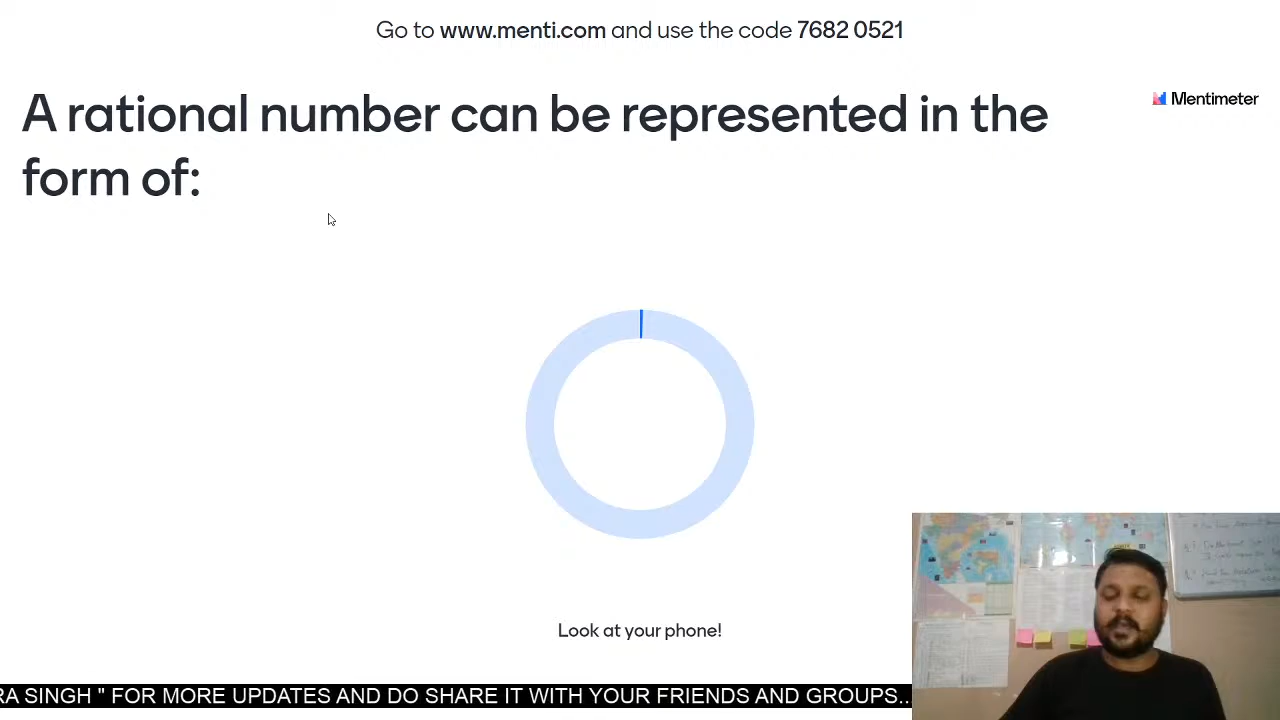 Go to www.menti.com and use the code 7682 0521
A rational number can be represented in the
form of:
Mentimeter
Look at your phone!
RA SINGH " FOR MORE UPDATES AND DO SHARE IT WITH YOUR FRIENDS AND GROUPS..